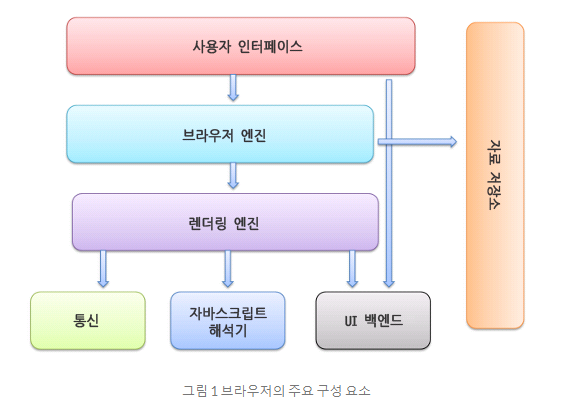 사용자 인터페이스
브라우저 엔진
자료 저장소
렌더링 엔진
통신
자바스크립트
해석기
UI 백엔드
그림 1 브라우저의 주요 구성 요소